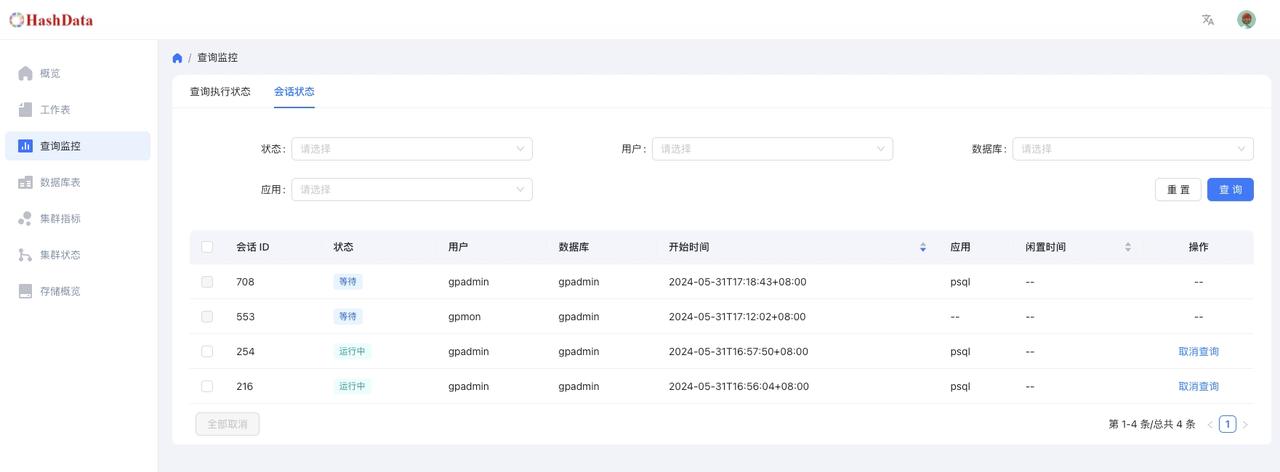 HashData
概览
工作表
查询监控
数据库表
集群指标
集群状态
存储概览
/ 查询监控
查询执行状态 会话状态
状态: 请选择 用户: 请选择 数据库: 请选择
应用: 请选择 重 置 查 询
会话 ID 状态 用户 数据库 开始时间 应用 闲置时间 操作
708 等待 gpadmin gpadmin 2024-05-31T17:18:43+08:00 psql -- --
553 等待 gpmon gpadmin 2024-05-31T17:12:02+08:00 -- -- --
254 运行中 gpadmin gpadmin 2024-05-31T16:57:50+08:00 psql -- 取消查询
216 运行中 gpadmin gpadmin 2024-05-31T16:56:04+08:00 psql -- 取消查询
全部取消 第 1-4 条/总共 4 条 1